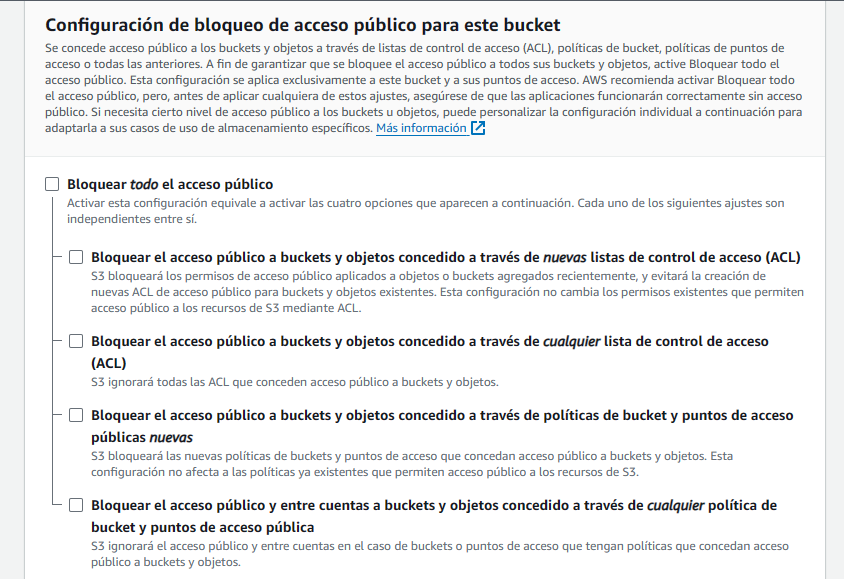 Configuración de bloqueo de acceso público para este bucket
Se concede acceso público a los buckets y objetos a través de listas de control de acceso (ACL), políticas de bucket, políticas de puntos de
acceso o todas las anteriores. A fin de garantizar que se bloquee el acceso público a todos sus buckets y objetos, active Bloquear todo el
acceso público. Esta configuración se aplica exclusivamente a este bucket y a sus puntos de acceso. AWS recomienda activar Bloquear todo
el acceso público, pero, antes de aplicar cualquiera de estos ajustes, asegúrese de que las aplicaciones funcionarán correctamente sin acceso
público. Si necesita cierto nivel de acceso público a los buckets u objetos, puede personalizar la configuración individual a continuación para
adaptarla a sus casos de uso de almacenamiento específicos. Más información
Bloquear todo el acceso público
Activar esta configuración equivale a activar las cuatro opciones que aparecen a continuación. Cada uno de los siguientes ajustes son
independientes entre sí.
Bloquear el acceso público a buckets y objetos concedido a través de nuevas listas de control de acceso (ACL)
S3 bloqueará los permisos de acceso público aplicados a objetos o buckets agregados recientemente, y evitará la creación de
nuevas ACL de acceso público para buckets y objetos existentes. Esta configuración no cambia los permisos existentes que permiten
acceso público a los recursos de S3 mediante ACL.
Bloquear el acceso público a buckets y objetos concedido a través de cualquier lista de control de acceso
(ACL)
S3 ignorará todas las ACL que conceden acceso público a buckets y objetos.
Bloquear el acceso público a buckets y objetos concedido a través de políticas de bucket y puntos de acceso
públicas nuevas
S3 bloqueará las nuevas políticas de buckets y puntos de acceso que concedan acceso público a buckets y objetos. Esta
configuración no afecta a las políticas ya existentes que permiten acceso público a los recursos de S3.
Bloquear el acceso público y entre cuentas a buckets y objetos concedido a través de cualquier política de
bucket y puntos de acceso pública
S3 ignorará el acceso público y entre cuentas en el caso de buckets o puntos de acceso que tengan políticas que concedan acceso
público a buckets y objetos.